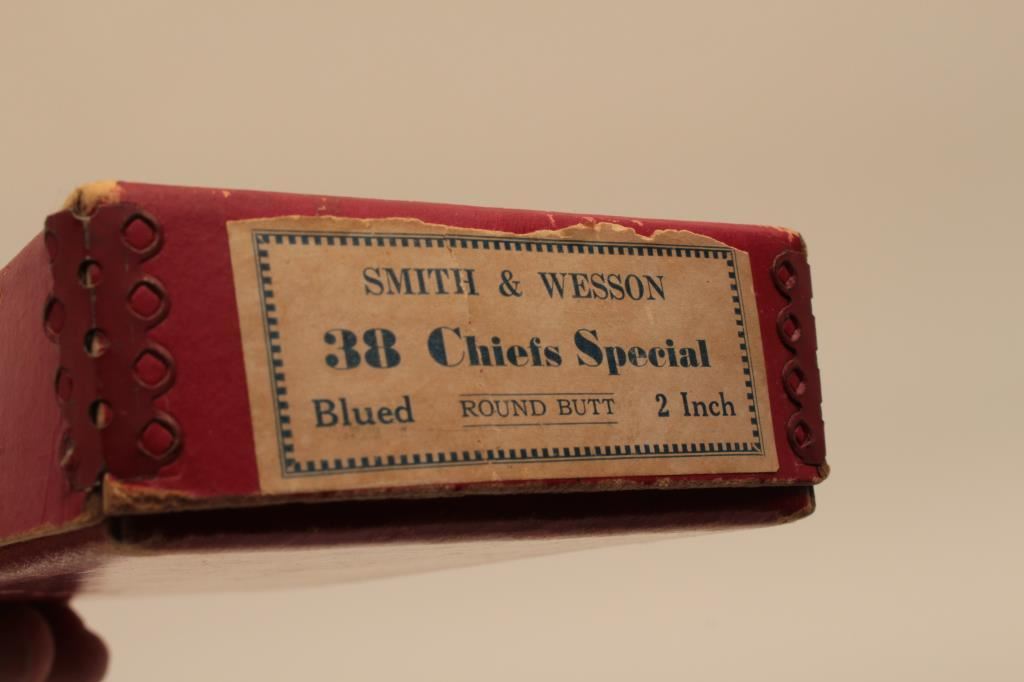 SMITH & WESSON
38 Chiefs Special
Blued ROUND BUTT 2 Inch